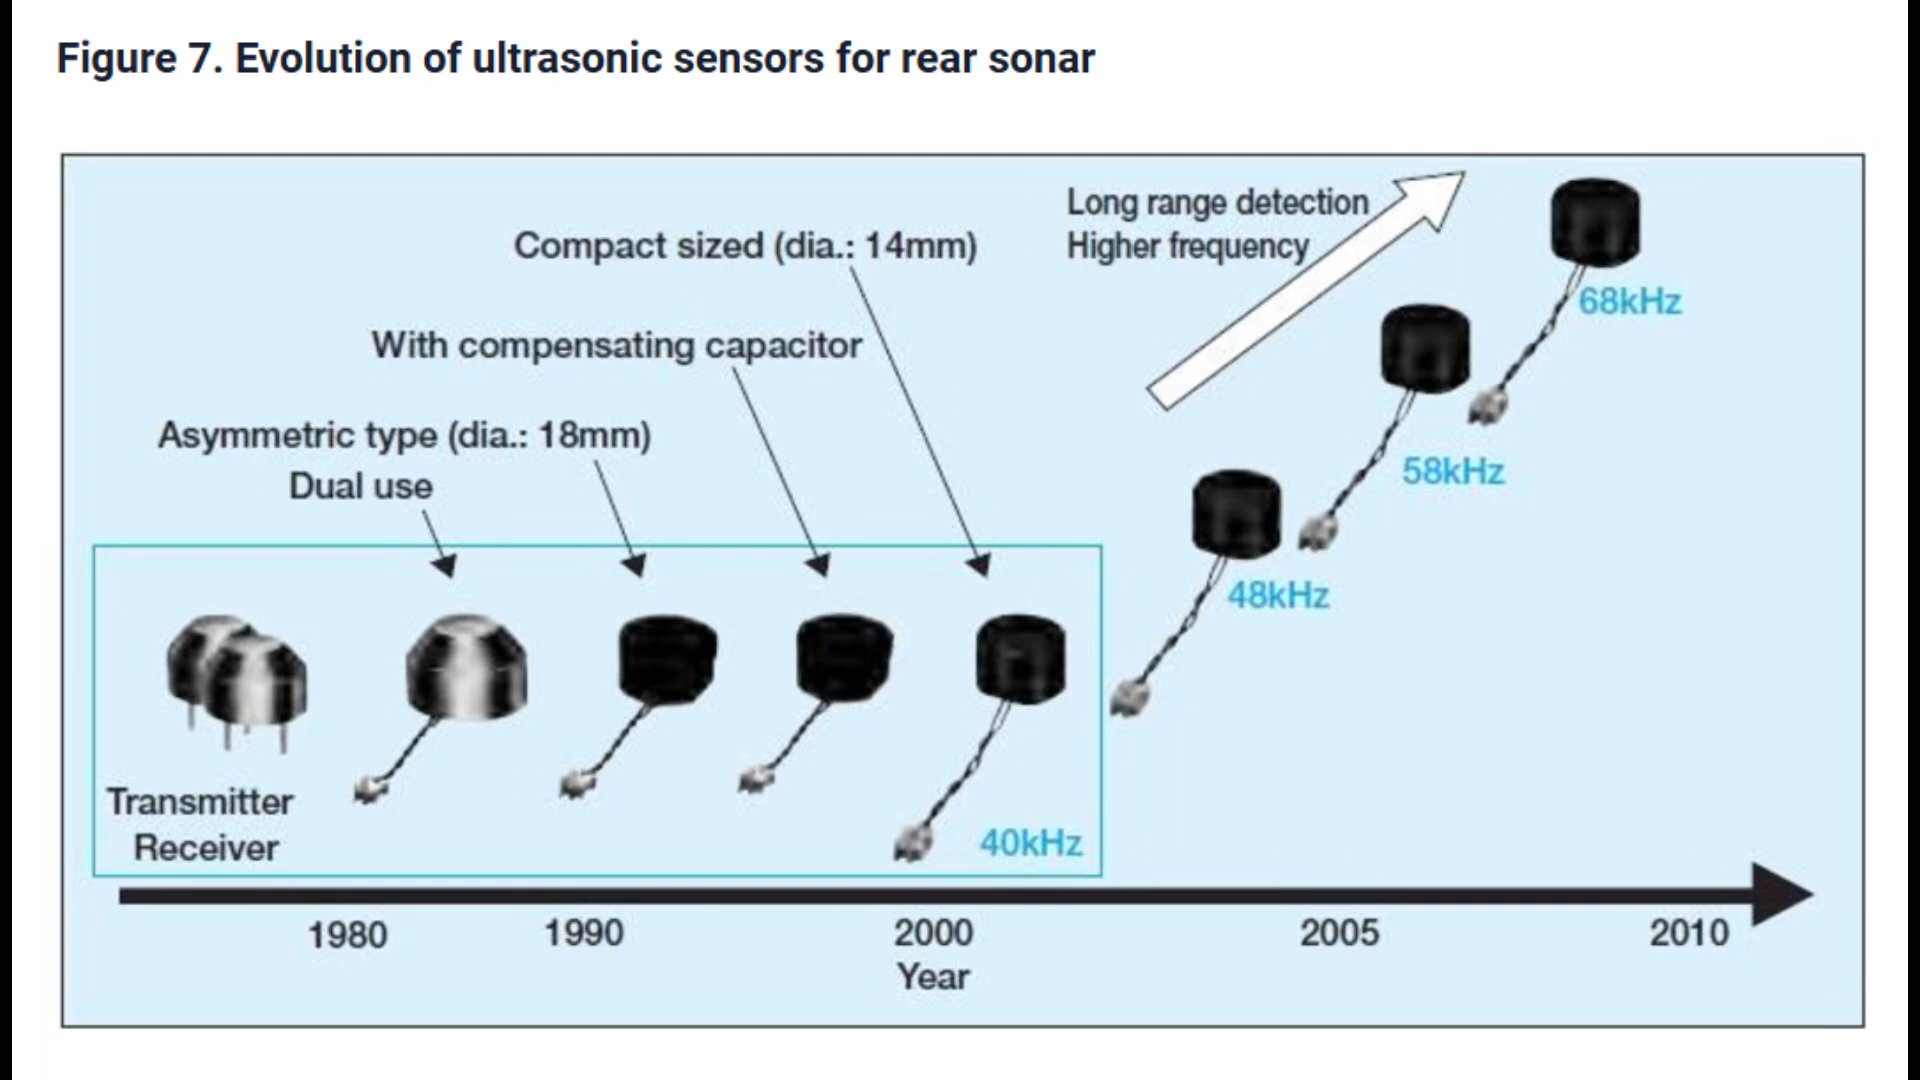 Figure 7. Evolution of ultrasonic sensors for rear sonar
Long range detection
Higher frequency
Compact sized (dia.: 14mm)
With compensating capacitor
Asymmetric type (dia.: 18mm)
Dual use
68kHz
58kHz
48kHz
40kHz
Transmitter
Receiver
1980 1990 2000 2005 2010
Year